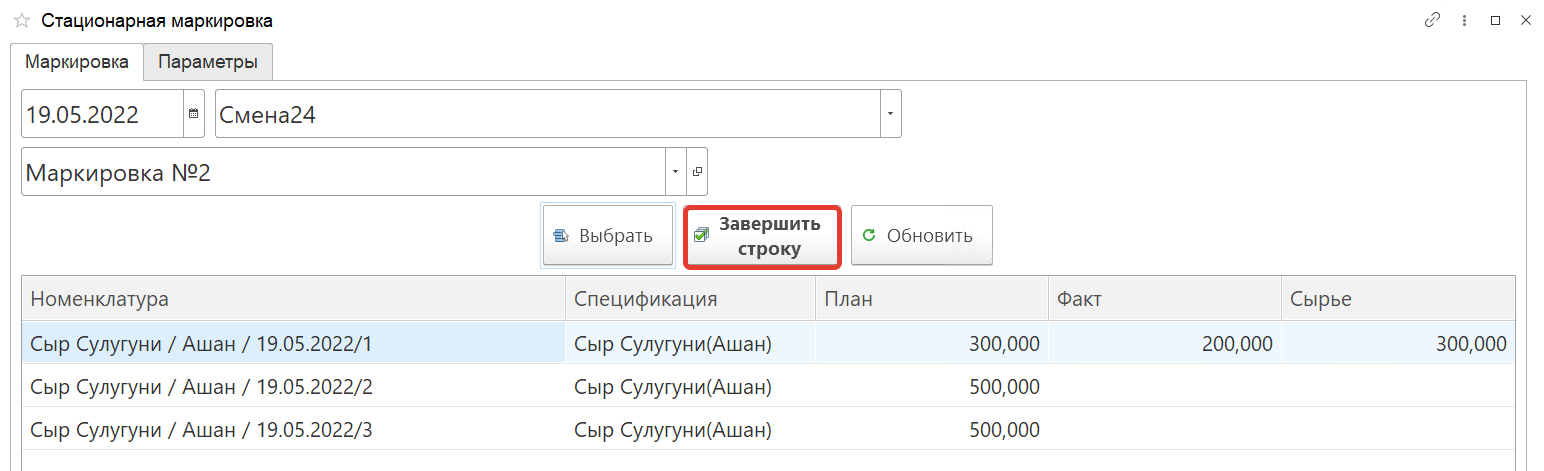 Стационарная маркировка
Маркировка Параметры
19.05.2022 Смена24
Маркировка №2
Выбрать Завершить строку Обновить
Номенклатура Спецификация План Факт Сырье
Сыр Сулугуни / Ашан / 19.05.2022/1 Сыр Сулугуни(Ашан) 300,000 200,000 300,000
Сыр Сулугуни / Ашан / 19.05.2022/2 Сыр Сулугуни(Ашан) 500,000
Сыр Сулугуни / Ашан / 19.05.2022/3 Сыр Сулугуни(Ашан) 500,000